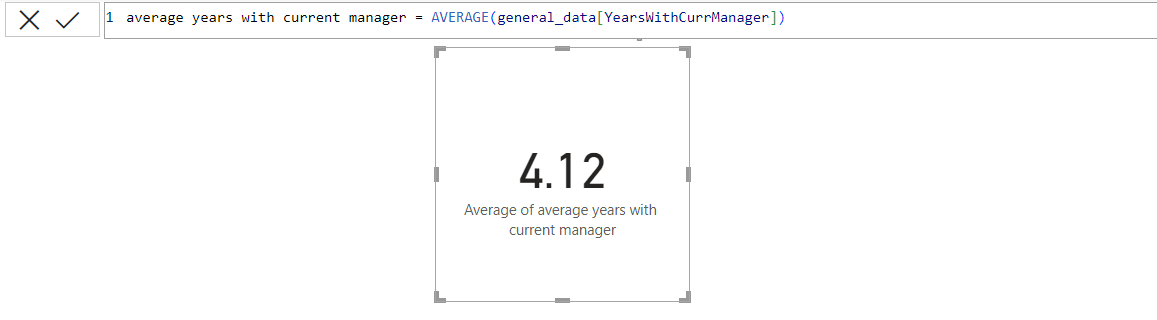 1 average years with current manager = AVERAGE(general_data[YearsWithCurrManager])
4.12
Average of average years with
current manager